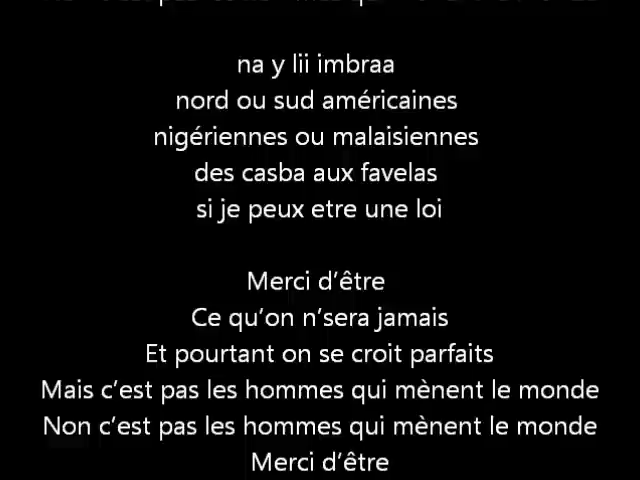 na y lii imbraa
nord ou sud américaines
nigériennes ou malaisiennes
des casba aux favelas
si je peux etre une loi
Merci d’être
Ce qu’on n’sera jamais
Et pourtant on se croit parfaits
Mais c’est pas les hommes qui mènent le monde
Non c’est pas les hommes qui mènent le monde
Merci d’être